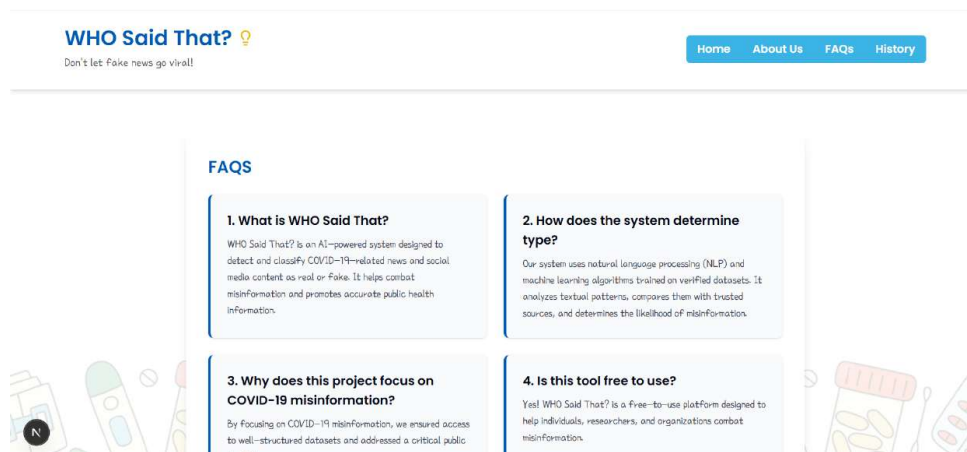 WHO Said That?
Don't let fake news go viral!
Home About Us FAQs History
FAQS
1. What is WHO Said That?
WHO Said That? is an AI-powered system designed to
detect and classify COVID-19-related news and social
media content as real or fake. It helps combat
misinformation and promotes accurate public health
information.
2. How does the system determine
type?
Our system uses natural language processing (NLP) and
machine learning algorithms trained on verified datasets. It
analyzes textual patterns, compares them with trusted
sources, and determines the likelihood of misinformation.
3. Why does this project focus on
COVID-19 misinformation?
By focusing on COVID-19 misinformation, we ensured access
to well-structured datasets and addressed a critical public
4. Is this tool free to use?
Yes! WHO Said That? is a free-to-use platform designed to
help individuals, researchers, and organizations combat
misinformation.
N